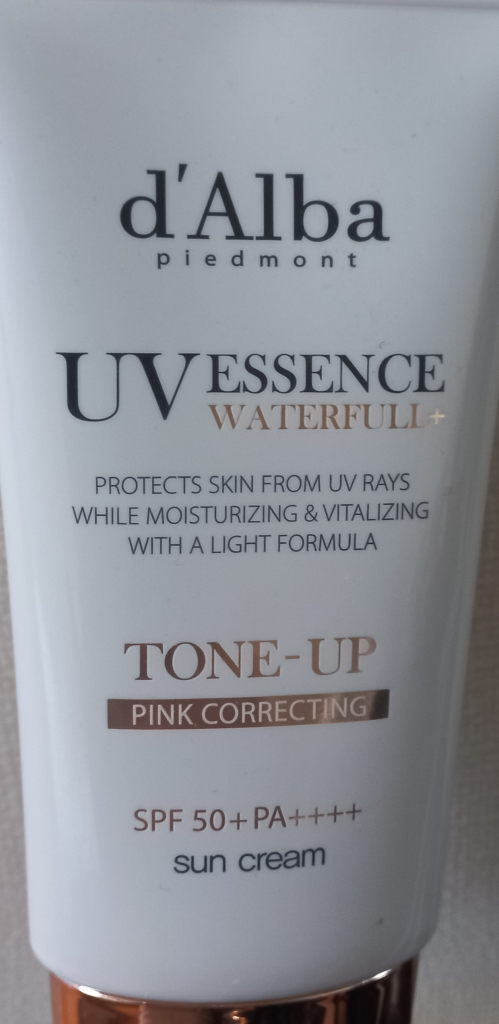 d'Alba
piedmont
UV ESSENCE
WATERFULL+
PROTECTS SKIN FROM UV RAYS
WHILE MOISTURIZING & VITALIZING
WITH A LIGHT FORMULA
TONE-UP
PINK CORRECTING
SPF 50+ PA++++
sun cream